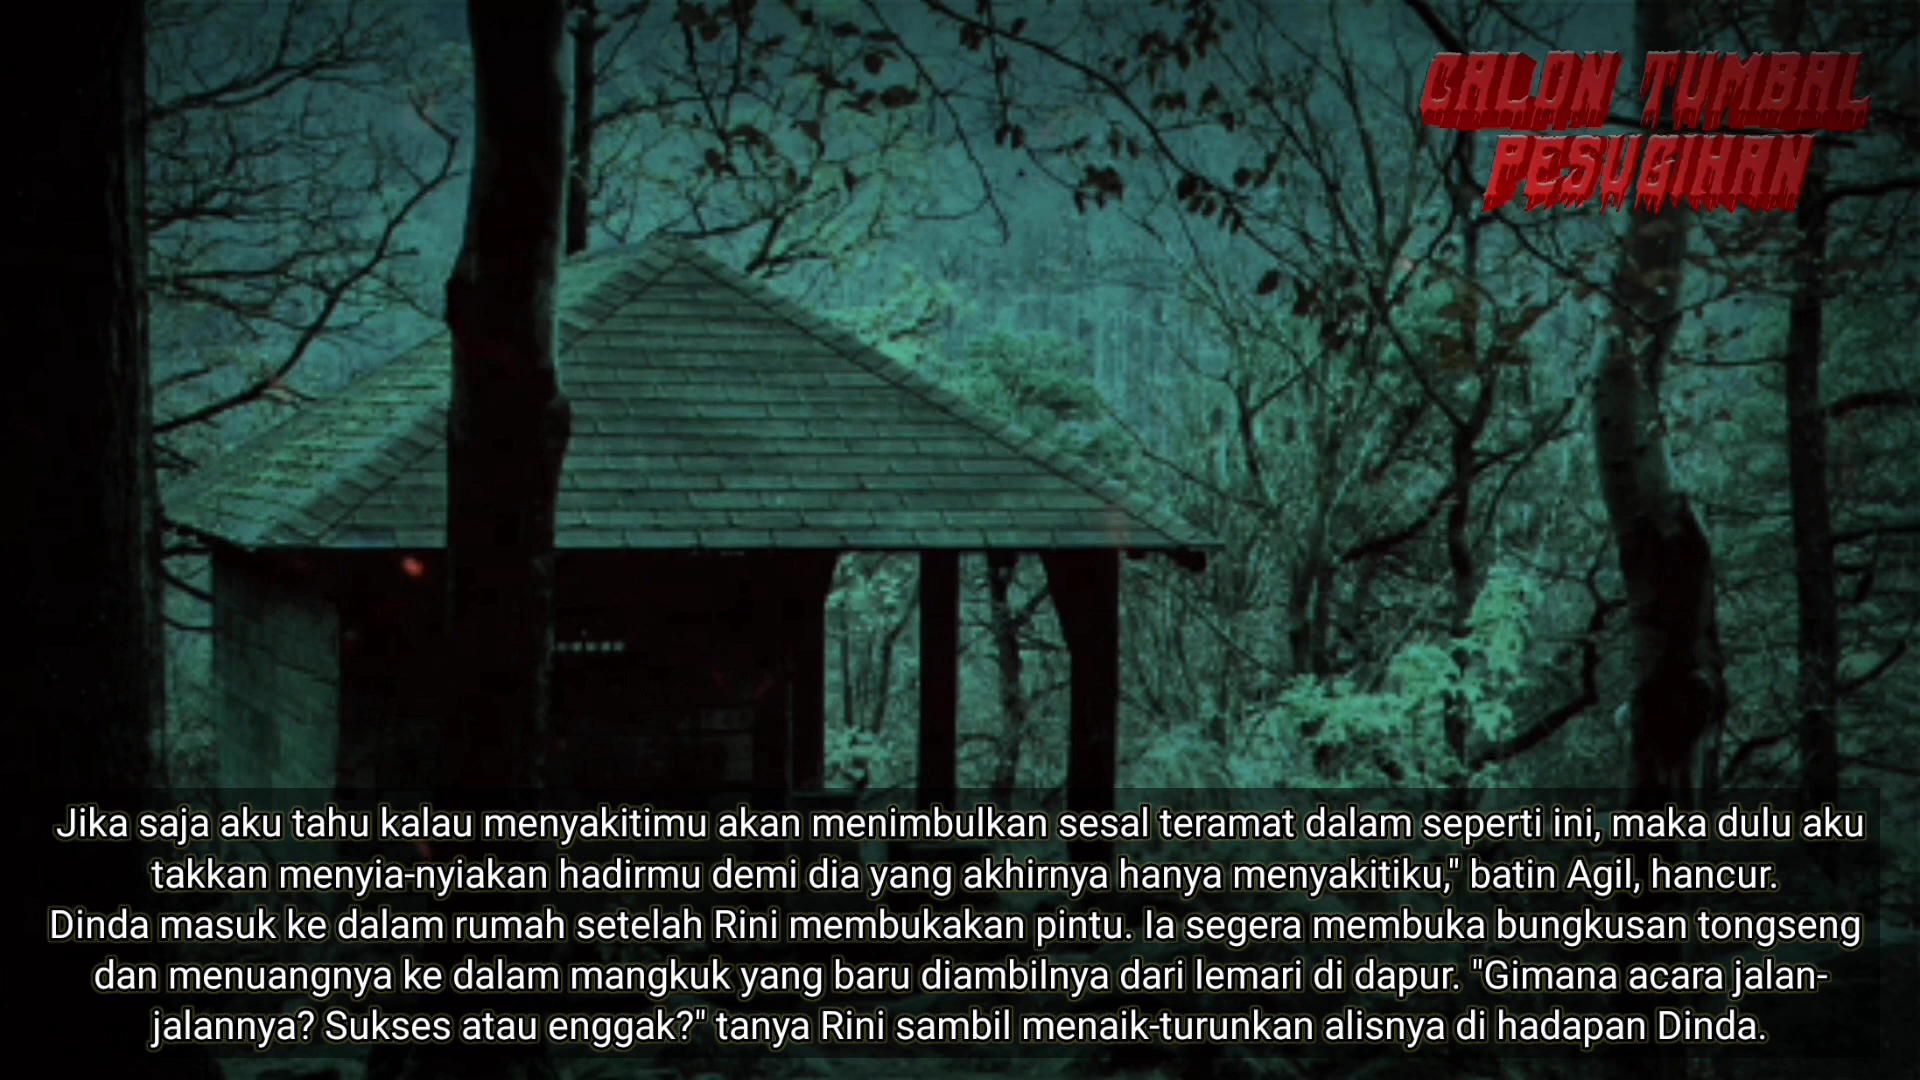 CALON TUMBAL
PESUGIHAN
Jika saja aku tahu kalau menyakitimu akan menimbulkan sesal teramat dalam seperti ini, maka dulu aku
takkan menyia-nyiakan hadirmu demi dia yang akhirnya hanya menyakitiku," batin Agil, hancur.
Dinda masuk ke dalam rumah setelah Rini membukakan pintu. Ia segera membuka bungkusan tongseng
dan menuangnya ke dalam mangkuk yang baru diambilnya dari lemari di dapur. "Gimana acara jalan-
jalannya? Sukses atau enggak?" tanya Rini sambil menaik-turunkan alisnya di hadapan Dinda.